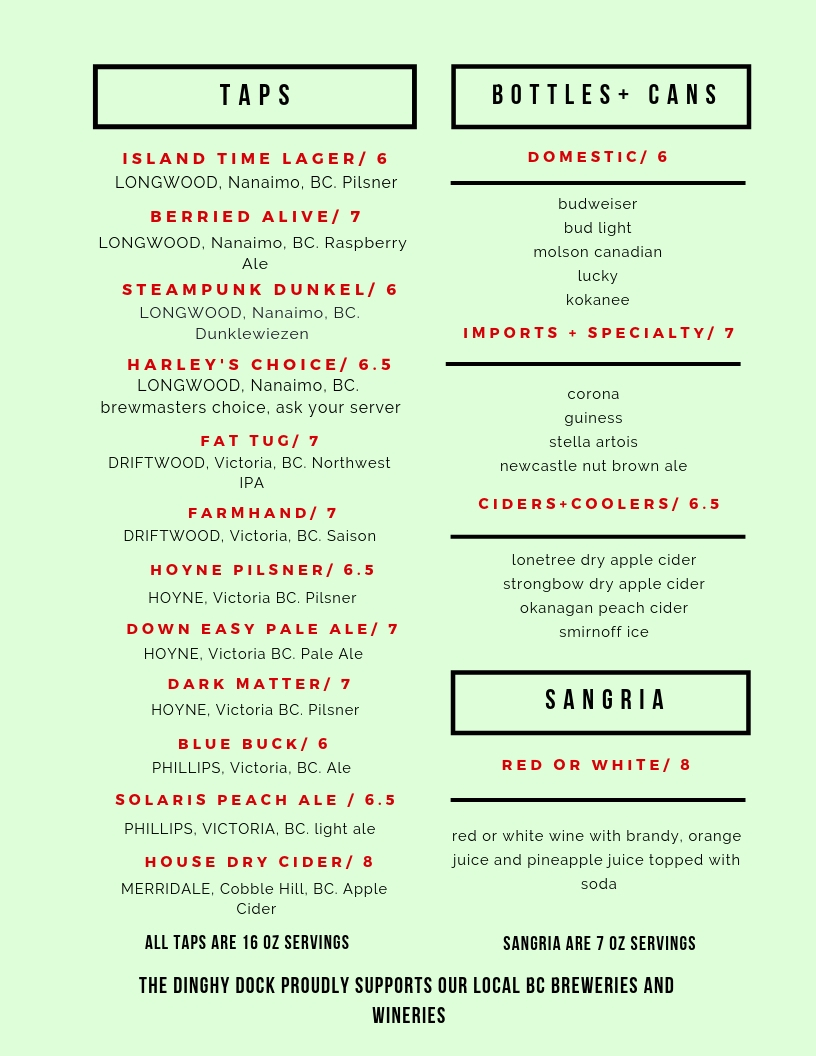 TAPS
ISLAND TIME LAGER/ 6
LONGWOOD, Nanaimo, BC. Pilsner
BERRIED ALIVE/ 7
LONGWOOD, Nanaimo, BC. Raspberry
Ale
STEAMPUNK DUNKEL/ 6
LONGWOOD, Nanaimo, BC.
Dunklewiezen
HARLEY'S CHOICE/ 6.5
LONGWOOD, Nanaimo, BC.
brewmasters choice, ask your server
FAT TUG/ 7
DRIFTWOOD, Victoria, BC. Northwest
IPA
FARMHAND/ 7
DRIFTWOOD, Victoria, BC. Saison
HOYNE PILSNER/ 6.5
HOYNE, Victoria BC. Pilsner
DOWN EASY PALE ALE/ 7
HOYNE, Victoria BC. Pale Ale
DARK MATTER/ 7
HOYNE, Victoria BC. Pilsner
BLUE BUCK/ 6
PHILLIPS, Victoria, BC. Ale
SOLARIS PEACH ALE / 6.5
PHILLIPS, VICTORIA, BC. light ale
HOUSE DRY CIDER/ 8
MERRIDALE, Cobble Hill, BC. Apple
Cider
ALL TAPS ARE 16 OZ SERVINGS
BOTTLES+ CANS
DOMESTIC/ 6
budweiser
bud light
molson canadian
lucky
kokanee
IMPORTS + SPECIALTY/ 7
corona
guiness
stella artois
newcastle nut brown ale
CIDERS+COOLERS/ 6.5
lonetree dry apple cider
strongbow dry apple cider
okanagan peach cider
smirnoff ice
SANGRIA
RED OR WHITE/ 8
red or white wine with brandy, orange
juice and pineapple juice topped with
soda
SANGRIA ARE 7 OZ SERVINGS
THE DINGHY DOCK PROUDLY SUPPORTS OUR LOCAL BC BREWERIES AND
WINERIES